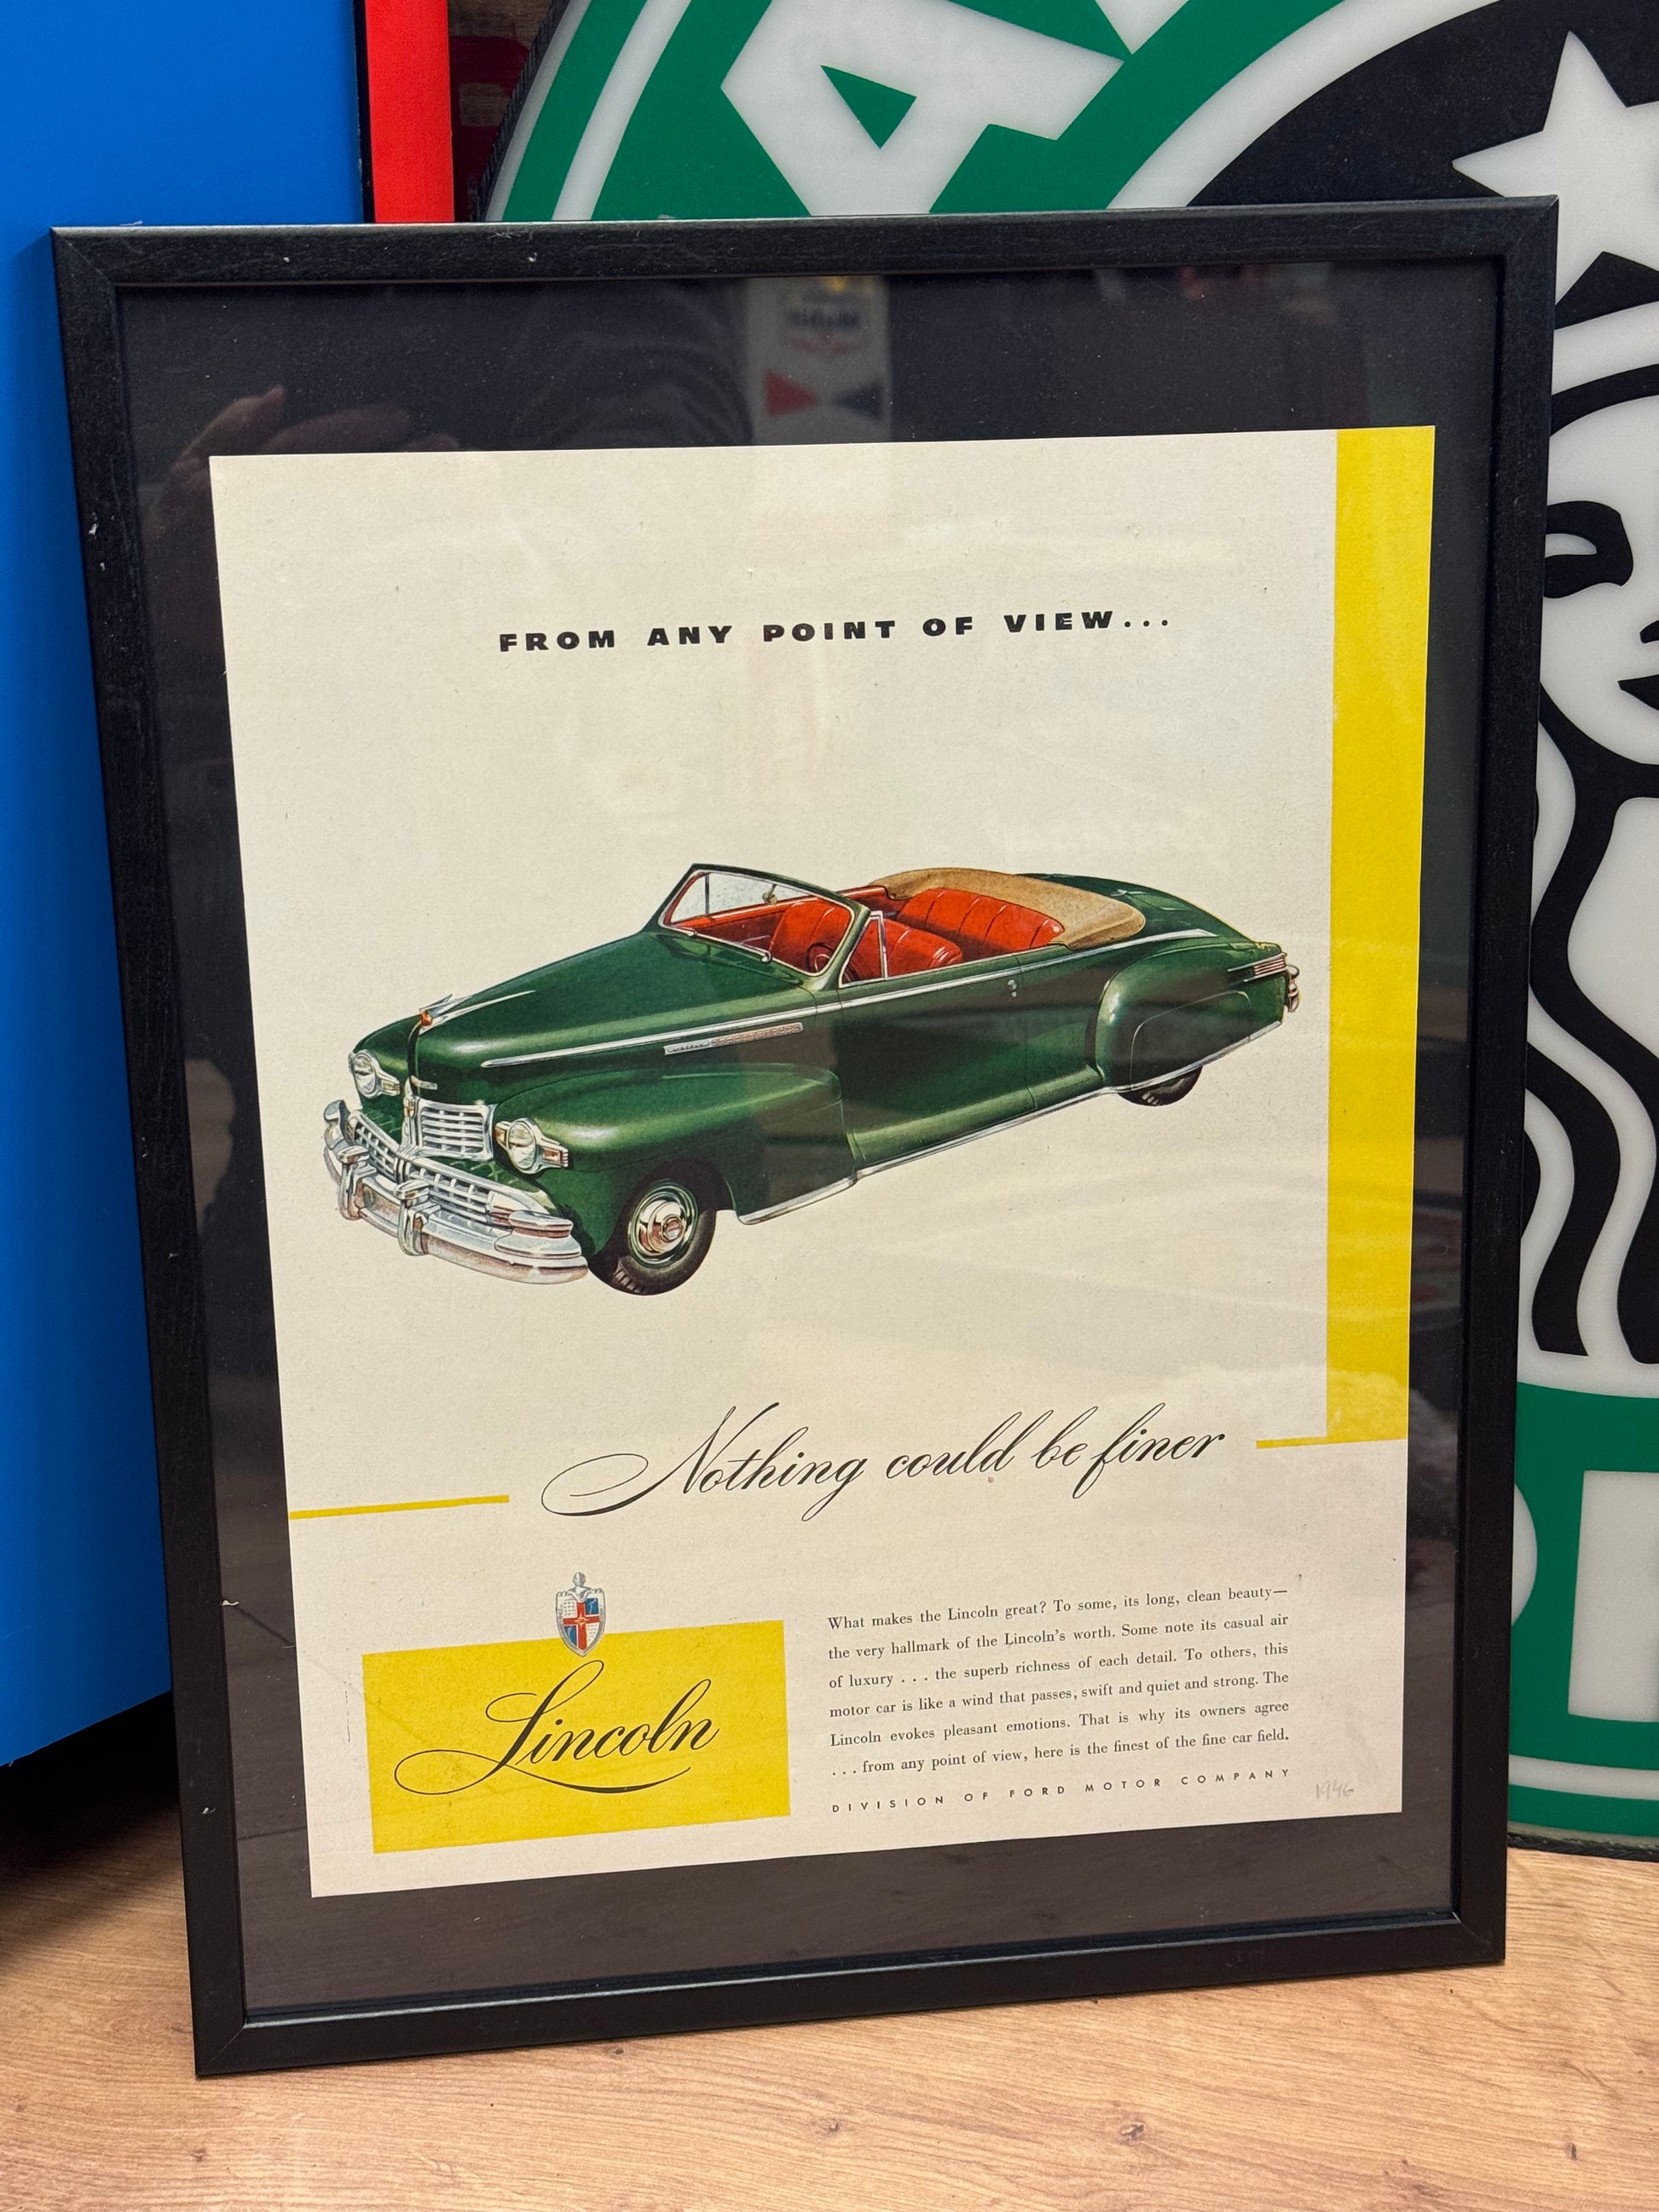 FROM ANY POINT OF VIEW...
Nothing could be finer
Lincoln
What makes the Lincoln great? To some, its long, clean beauty—
the very hallmark of the Lincoln's worth. Some note its casual air
of luxury . . . the superb richness of each detail. To others, this
motor car is like a wind that passes, swift and quiet and strong. The
Lincoln evokes pleasant emotions. That is why its owners agree
. . . from any point of view, here is the finest of the fine car field.
DIVISION OF FORD MOTOR COMPANY
1946